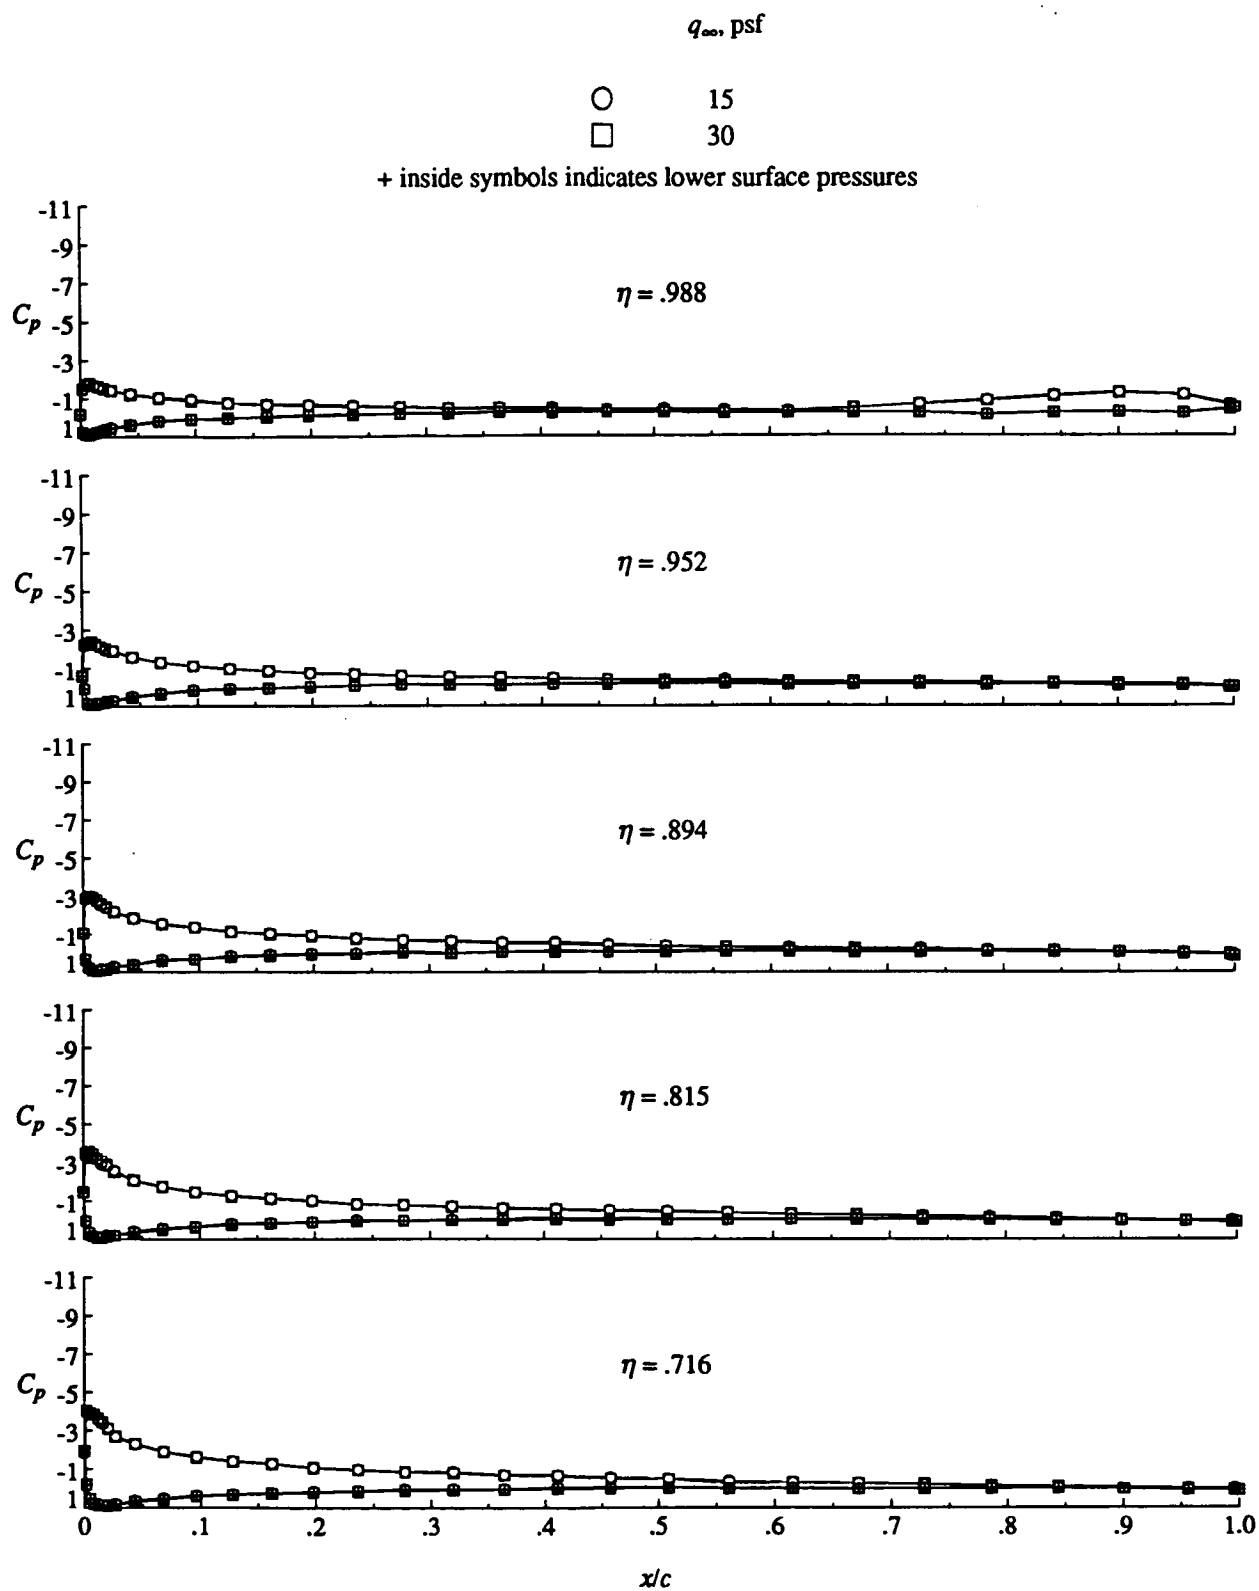 q∞, psf
○ 15
□ 30
+ inside symbols indicates lower surface pressures
-11
-9
-7
η = .988
Cp -5
-3
-1
1
-11
-9
-7
η = .952
Cp -5
-3
-1
1
-11
-9
-7
η = .894
Cp -5
-3
-1
1
-11
-9
-7
η = .815
Cp -5
-3
-1
1
-11
-9
-7
η = .716
Cp -5
-3
-1
1
0 .1 .2 .3 .4 .5 .6 .7 .8 .9 1.0
x/c